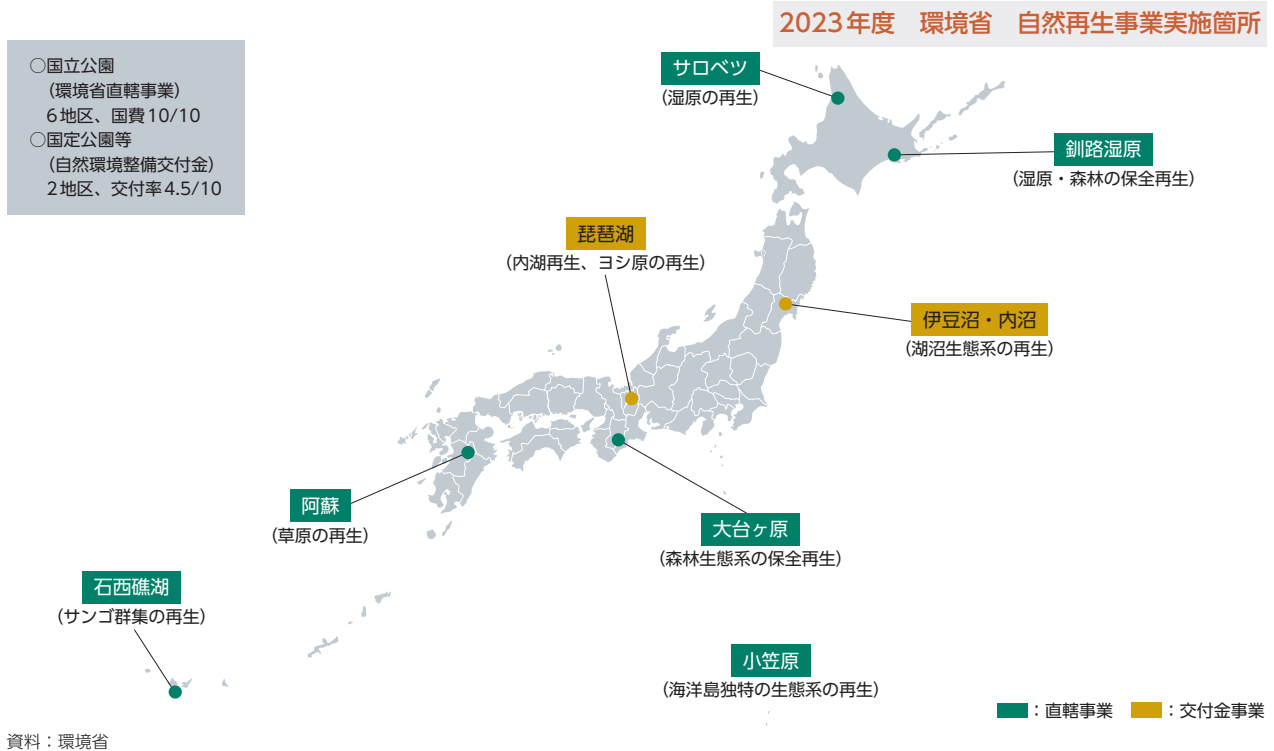 2023年度　環境省　自然再生事業実施箇所
○国立公園
（環境省直轄事業）
6地区、国費10/10
○国定公園等
（自然環境整備交付金）
2地区、交付率4.5/10
サロベツ
（湿原の再生）
釧路湿原
（湿原・森林の保全再生）
琵琶湖
（内湖再生、ヨシ原の再生）
伊豆沼・内沼
（湖沼生態系の再生）
阿蘇
（草原の再生）
大台ヶ原
（森林生態系の保全再生）
石西礁湖
（サンゴ群集の再生）
小笠原
（海洋島独特の生態系の再生）
：直轄事業　：交付金事業
資料：環境省